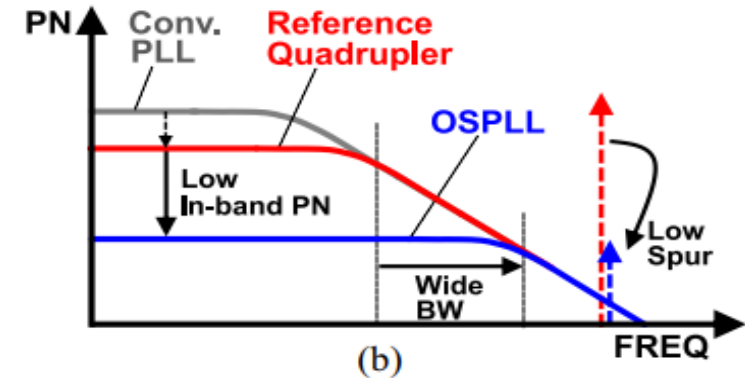 PN
Conv.
PLL
Reference
Quadrupler
OSPLL
Low
In-band PN
Wide
BW
Low
Spur
FREQ
(b)